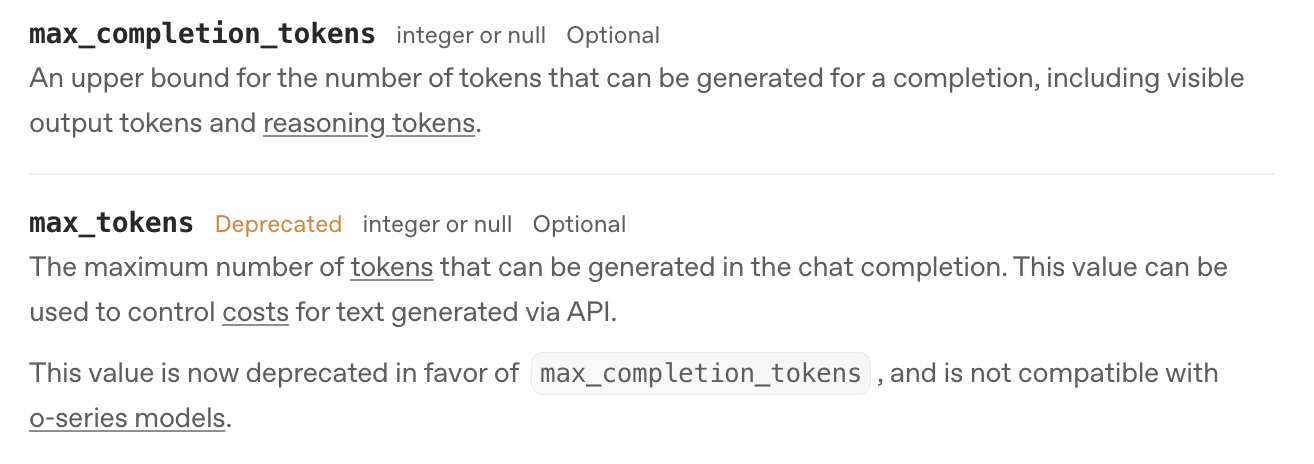 max_completion_tokens integer or null Optional
An upper bound for the number of tokens that can be generated for a completion, including visible
output tokens and reasoning tokens.
max_tokens Deprecated integer or null Optional
The maximum number of tokens that can be generated in the chat completion. This value can be
used to control costs for text generated via API.
This value is now deprecated in favor of max_completion_tokens , and is not compatible with
o-series models.